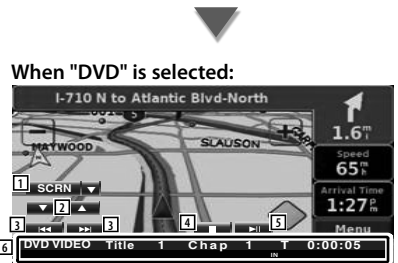 When "DVD" is selected:
I-710 N to Atlantic Blvd-North
1.6 m i
MAYWOOD
SLAUSON
Speed
65 m h
1 SCRN
Arrival Time
1:27 P m
2
3 3 4 5
Menu
6 DVD VIDEO Title 1 Chap 1 T 0:00:05
IN